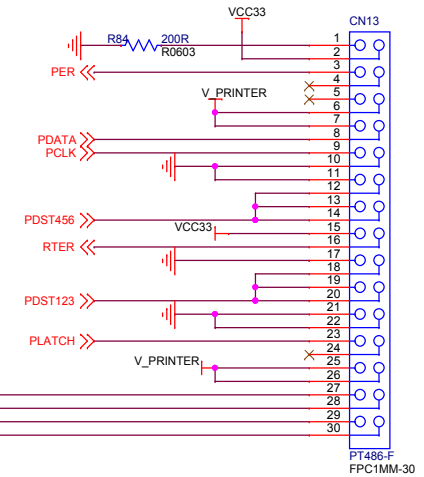 VCC33
CN13
R84 200R
R0603
1
2
PER 3
4
V_PRINTER 5
6
7
PDATA 8
PCLK 9
10
11
12
13
PDST456 14
VCC33 15
RTER 16
17
18
19
PDST123 20
21
22
PLATCH 23
24
V_PRINTER 25
26
27
28
29
30
PT486-F
FPC1MM-30